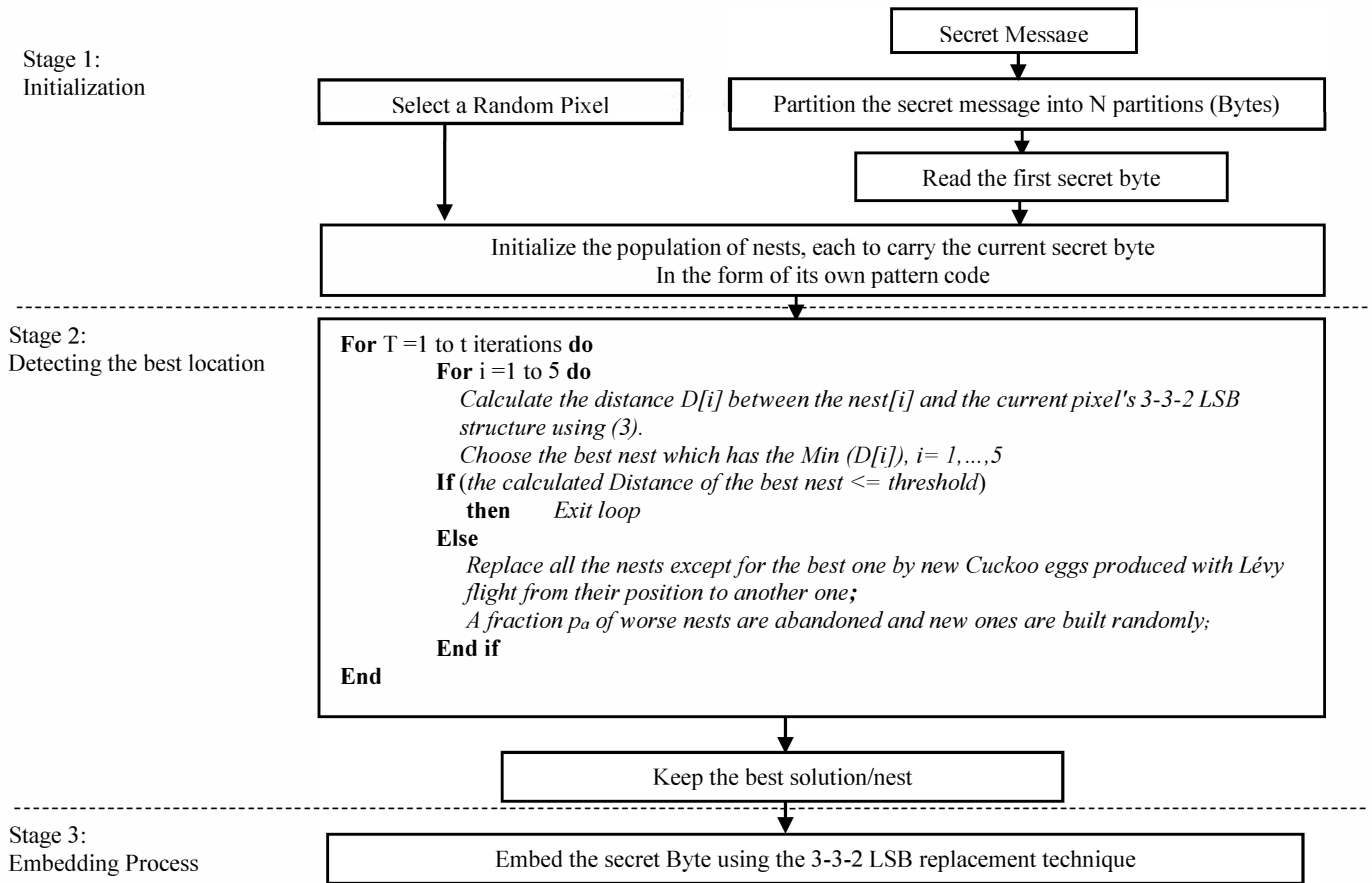 Secret Message
Stage 1:
Initialization
Select a Random Pixel
Partition the secret message into N partitions (Bytes)
Read the first secret byte
Initialize the population of nests, each to carry the current secret byte
In the form of its own pattern code
Stage 2:
Detecting the best location
For T =1 to t iterations do
For i =1 to 5 do
Calculate the distance D[i] between the nest[i] and the current pixel's 3-3-2 LSB
structure using (3).
Choose the best nest which has the Min (D[i]), i= 1,...,5
If (the calculated Distance of the best nest <= threshold)
then Exit loop
Else
Replace all the nests except for the best one by new Cuckoo eggs produced with Lévy
flight from their position to another one;
A fraction pₐ of worse nests are abandoned and new ones are built randomly;
End if
End
Keep the best solution/nest
Stage 3:
Embedding Process
Embed the secret Byte using the 3-3-2 LSB replacement technique